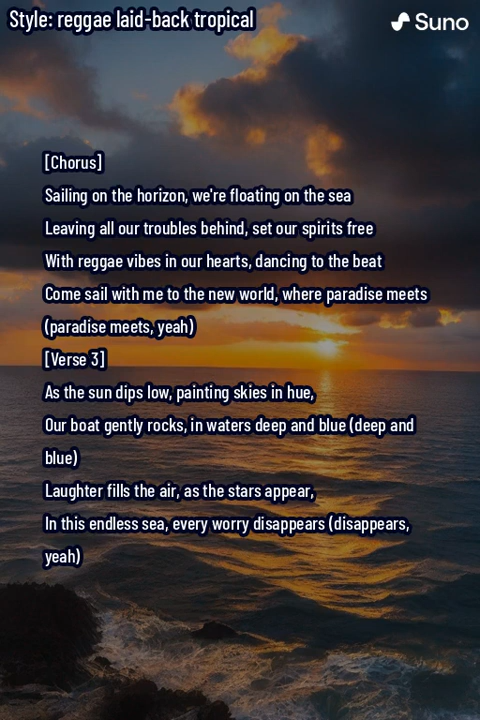 Style: reggae laid-back tropical
Suno
[Chorus]
Sailing on the horizon, we're floating on the sea
Leaving all our troubles behind, set our spirits free
With reggae vibes in our hearts, dancing to the beat
Come sail with me to the new world, where paradise meets
(paradise meets, yeah)
[Verse 3]
As the sun dips low, painting skies in hue,
Our boat gently rocks, in waters deep and blue (deep and
blue)
Laughter fills the air, as the stars appear,
In this endless sea, every worry disappears (disappears,
yeah)